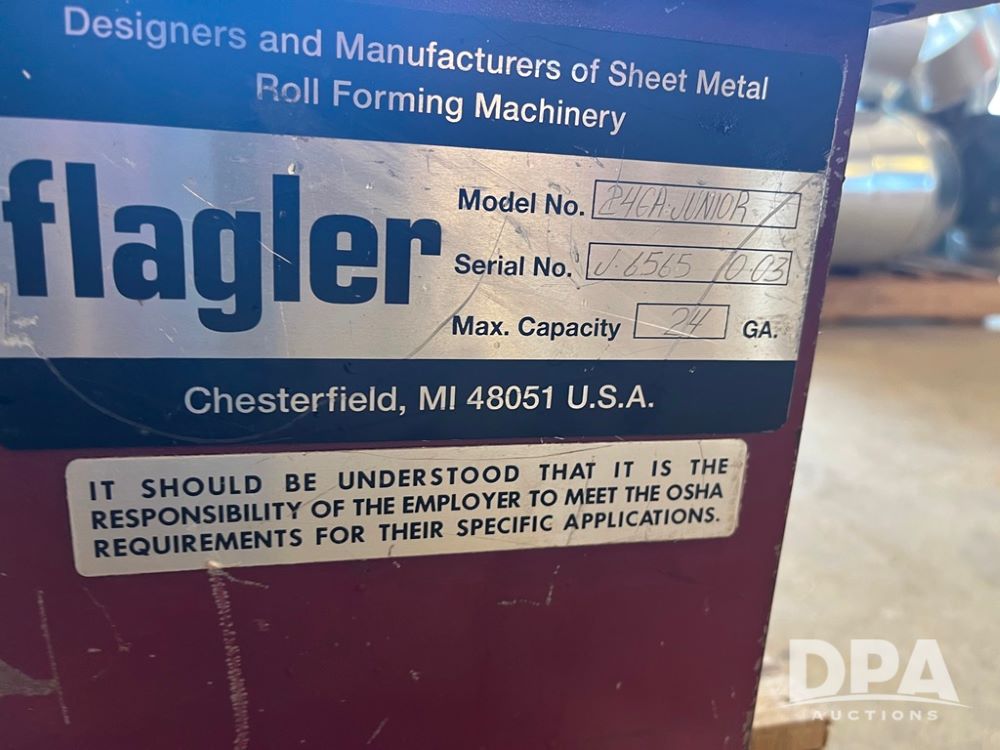 Designers and Manufacturers of Sheet Metal
Roll Forming Machinery
flagler
Model No. 24GA-JUNIOR
Serial No. J-6565 10-03
Max. Capacity 24 GA.
Chesterfield, MI 48051 U.S.A.
IT SHOULD BE UNDERSTOOD THAT IT IS THE
RESPONSIBILITY OF THE EMPLOYER TO MEET THE OSHA
REQUIREMENTS FOR THEIR SPECIFIC APPLICATIONS.
DPA
AUCTIONS